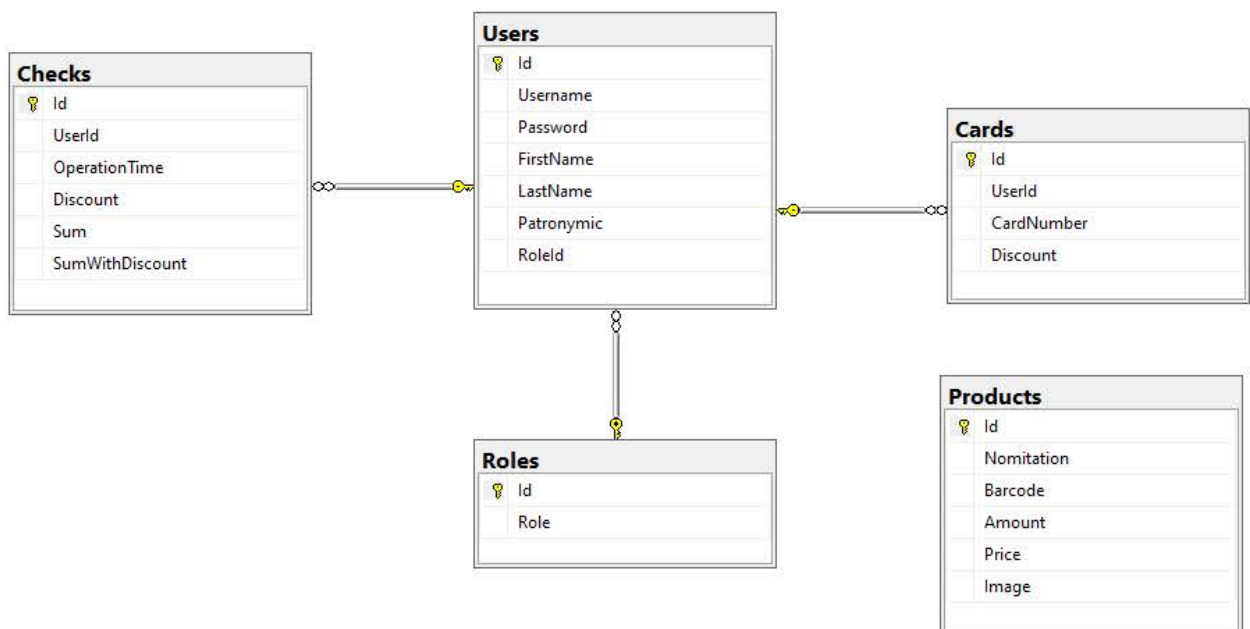 Checks
Id
UserId
OperationTime
Discount
Sum
SumWithDiscount
Users
Id
Username
Password
FirstName
LastName
Patronymic
RoleId
Cards
Id
UserId
CardNumber
Discount
Roles
Id
Role
Products
Id
Nomitation
Barcode
Amount
Price
Image